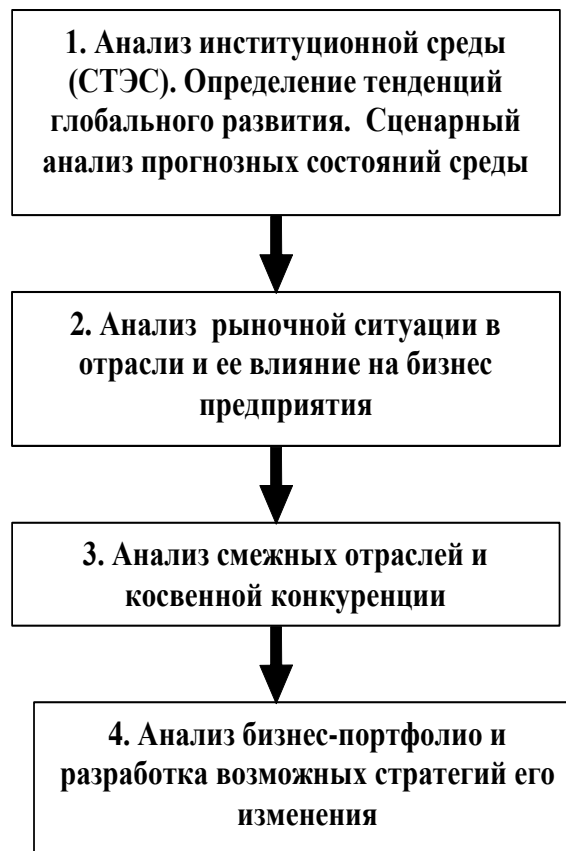 1. Анализ институционной среды
(СТЭС). Определение тенденций
глобального развития. Сценарный
анализ прогнозных состояний среды
2. Анализ рыночной ситуации в
отрасли и ее влияние на бизнес
предприятия
3. Анализ смежных отраслей и
косвенной конкуренции
4. Анализ бизнес-портфолио и
разработка возможных стратегий его
изменения